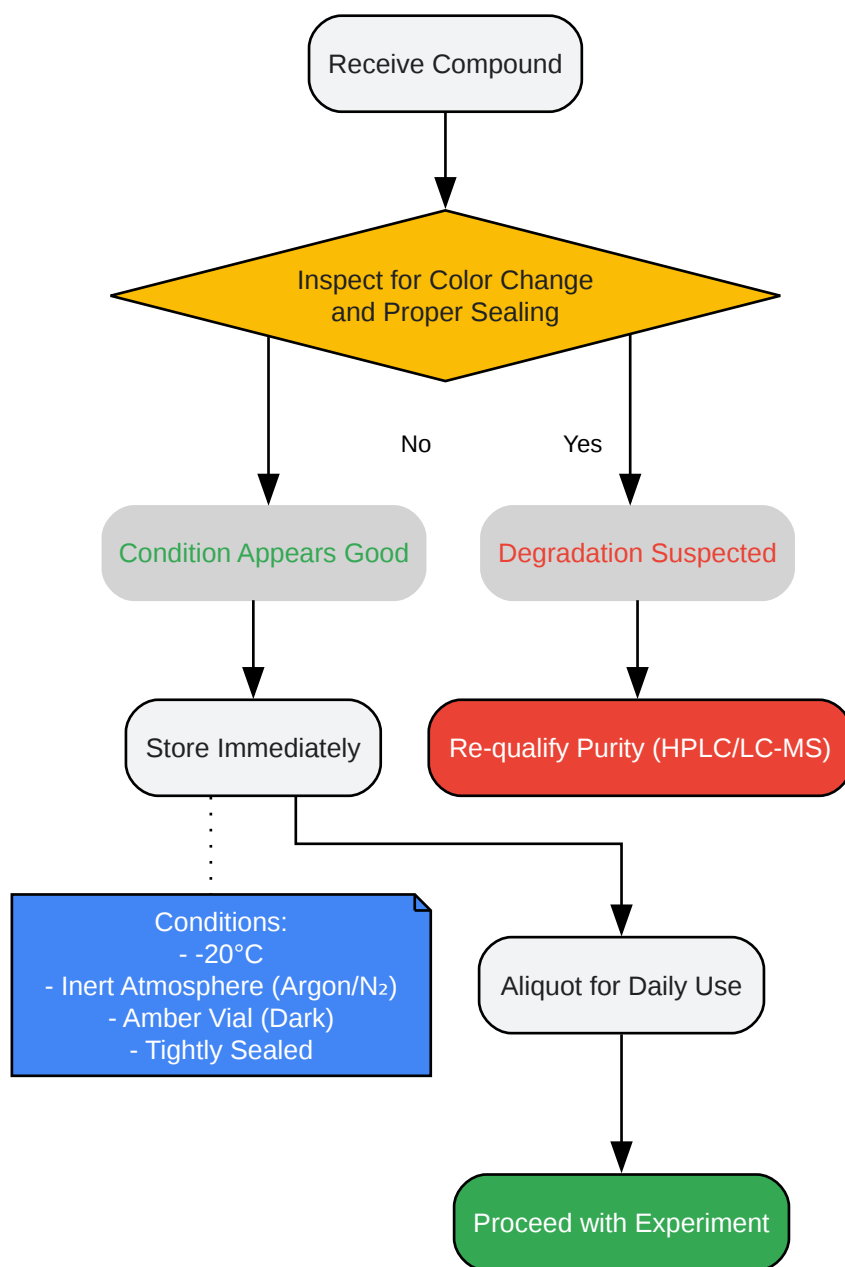 Receive Compound
Inspect for Color Change
and Proper Sealing
No
Yes
Condition Appears Good
Degradation Suspected
Store Immediately
Re-qualify Purity (HPLC/LC-MS)
Conditions:
- -20°C
- Inert Atmosphere (Argon/N₂)
- Amber Vial (Dark)
- Tightly Sealed
Aliquot for Daily Use
Proceed with Experiment